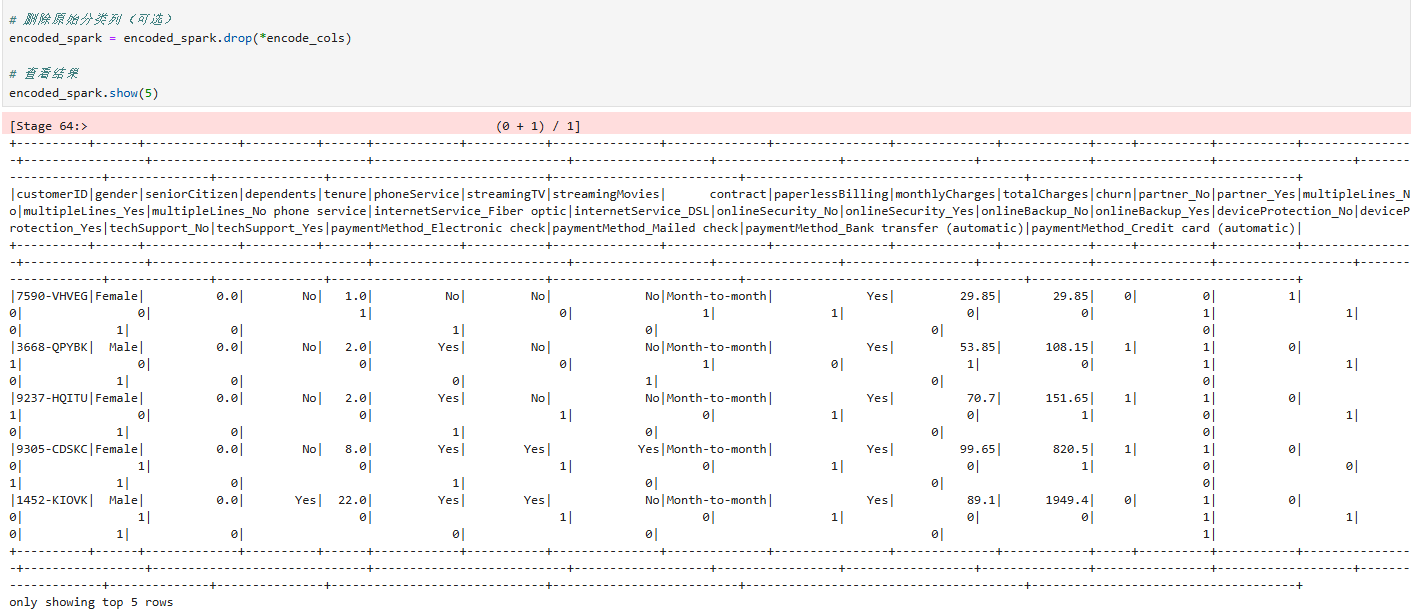 # 删除原始分类列（可选）
encoded_spark = encoded_spark.drop(*encode_cols)
# 查看结果
encoded_spark.show(5)
[Stage 64:> (0 + 1) / 1]
+----------+------+-------------+----------+------+------------+-----------+---------------+--------------+----------------+--------------+------------+-----+----------+-----------+--------------
-+-----------------+------------------------------+---------------------------+-------------------+-----------------+------------------+---------------+----------------+-------------------+-------
-------------+--------------+---------------+------------------------------+--------------------------+---------------------------------------+-------------------------------------+
|customerID|gender|seniorCitizen|dependents|tenure|phoneService|streamingTV|streamingMovies| contract|paperlessBilling|monthlyCharges|totalCharges|churn|partner_No|partner_Yes|multipleLines_N
o|multipleLines_Yes|multipleLines_No phone service|internetService_Fiber optic|internetService_DSL|onlineSecurity_No|onlineSecurity_Yes|onlineBackup_No|onlineBackup_Yes|deviceProtection_No|deviceP
rotection_Yes|techSupport_No|techSupport_Yes|paymentMethod_Electronic check|paymentMethod_Mailed check|paymentMethod_Bank transfer (automatic)|paymentMethod_Credit card (automatic)|
+----------+------+-------------+----------+------+------------+-----------+---------------+--------------+----------------+--------------+------------+-----+----------+-----------+--------------
-+-----------------+------------------------------+---------------------------+-------------------+-----------------+------------------+---------------+----------------+-------------------+-------
-------------+--------------+---------------+------------------------------+--------------------------+---------------------------------------+-------------------------------------+
|7590-VHVEG|Female| 0.0| No| 1.0| No| No| No|Month-to-month| Yes| 29.85| 29.85| 0| 0| 1|
0| 0| 1| 0| 1| 1| 0| 0| 1| 1|
0| 1| 0| 1| 0| 0| 0|
|3668-QPYBK| Male| 0.0| No| 2.0| Yes| No| No|Month-to-month| Yes| 53.85| 108.15| 1| 1| 0|
1| 0| 0| 0| 1| 0| 1| 0| 1| 1|
0| 1| 0| 0| 1| 0| 0|
|9237-HQITU|Female| 0.0| No| 2.0| Yes| No| No|Month-to-month| Yes| 70.7| 151.65| 1| 1| 0|
1| 0| 0| 1| 0| 1| 0| 1| 0| 1|
0| 1| 0| 1| 0| 0| 0|
|9305-CDSKC|Female| 0.0| No| 8.0| Yes| Yes| Yes|Month-to-month| Yes| 99.65| 820.5| 1| 1| 0|
0| 1| 0| 1| 0| 1| 0| 1| 0| 0|
1| 1| 0| 1| 0| 0| 0|
|1452-KIOVK| Male| 0.0| Yes| 22.0| Yes| Yes| No|Month-to-month| Yes| 89.1| 1949.4| 0| 1| 0|
0| 1| 0| 1| 0| 1| 0| 0| 1| 1|
0| 1| 0| 0| 0| 0| 1|
+----------+------+-------------+----------+------+------------+-----------+---------------+--------------+----------------+--------------+------------+-----+----------+-----------+--------------
-+-----------------+------------------------------+---------------------------+-------------------+-----------------+------------------+---------------+----------------+-------------------+-------
-------------+--------------+---------------+------------------------------+--------------------------+---------------------------------------+-------------------------------------+
only showing top 5 rows